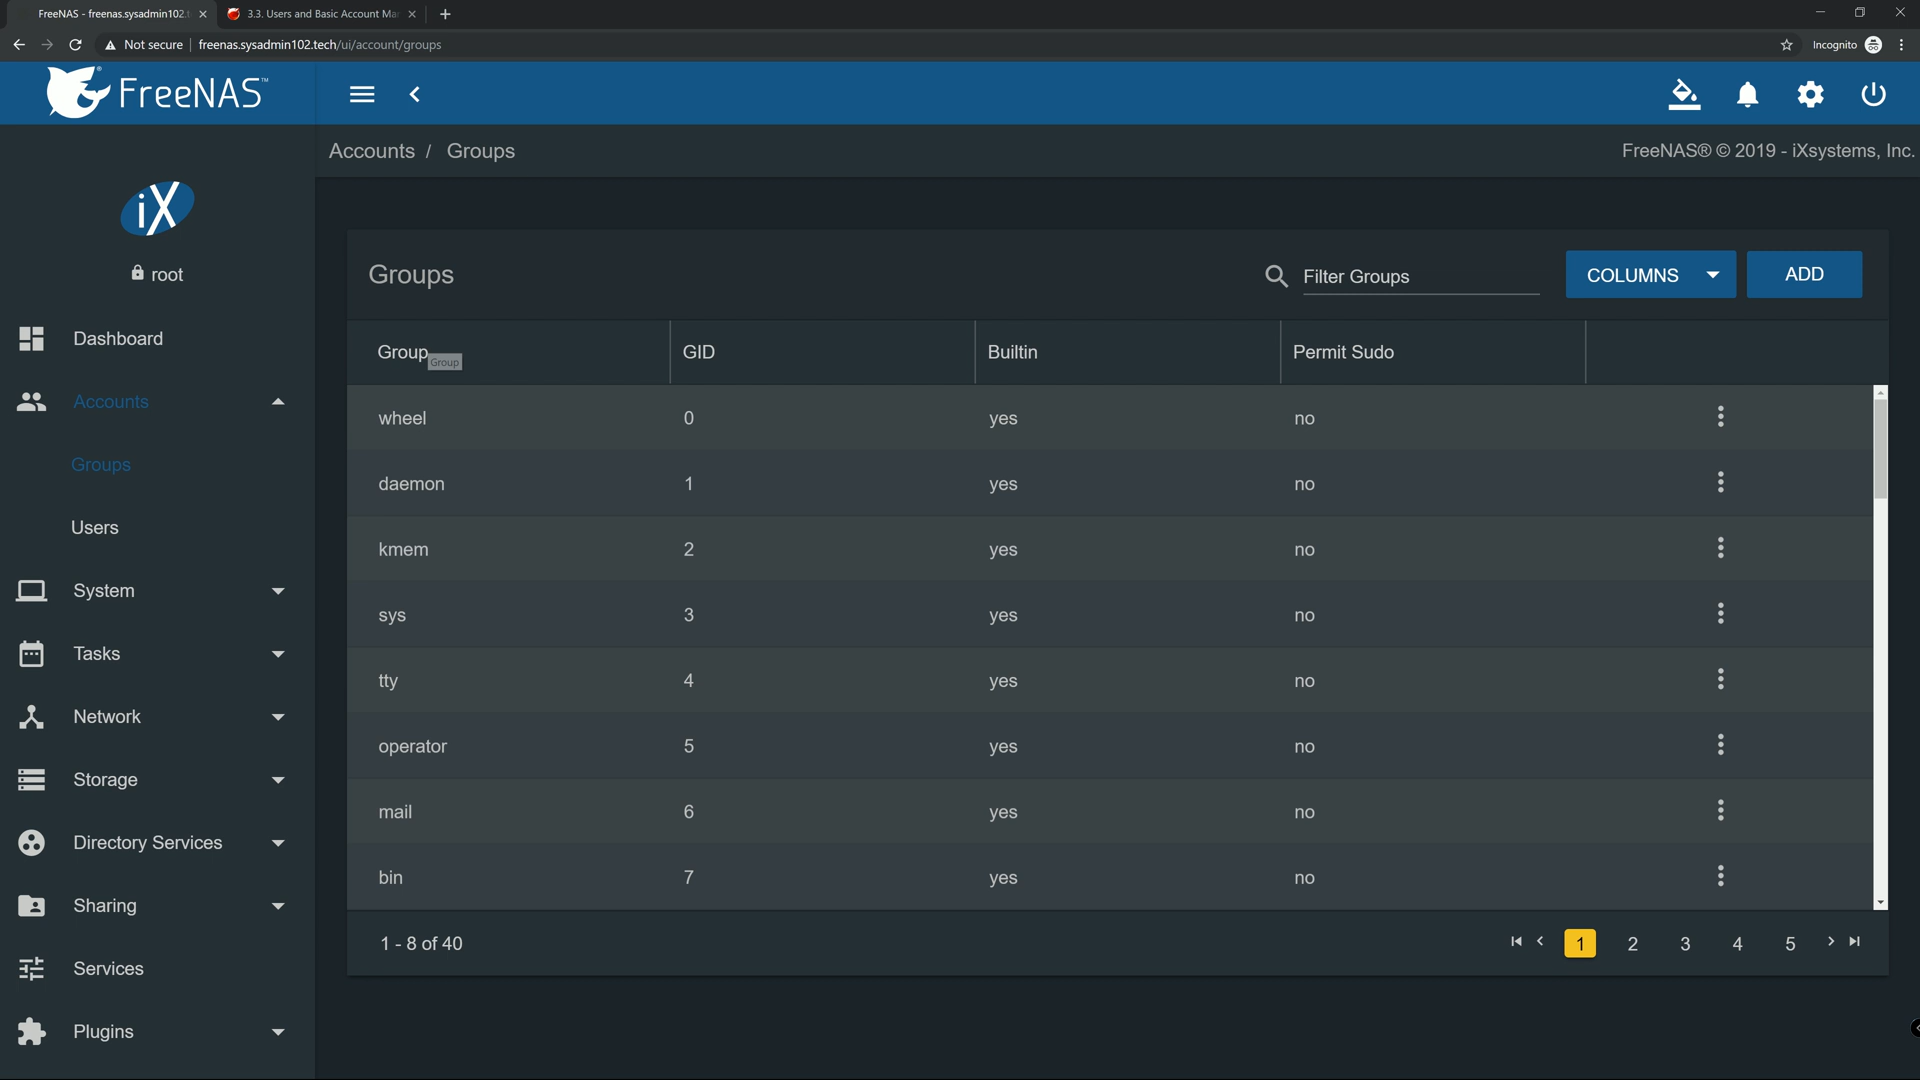 FreeNAS - freenas.sysadmin102.t
3.3. Users and Basic Account Ma
Not secure | freenas.sysadmin102.tech/ui/account/groups
Incognito
FreeNAS™
Accounts / Groups
FreeNAS® © 2019 - iXsystems, Inc.
iX
root
Dashboard
Accounts
Groups
Users
System
Tasks
Network
Storage
Directory Services
Sharing
Services
Plugins
Groups
Filter Groups
COLUMNS
ADD
Group GID Builtin Permit Sudo
Group
wheel 0 yes no
daemon 1 yes no
kmem 2 yes no
sys 3 yes no
tty 4 yes no
operator 5 yes no
mail 6 yes no
bin 7 yes no
1 - 8 of 40
1 2 3 4 5